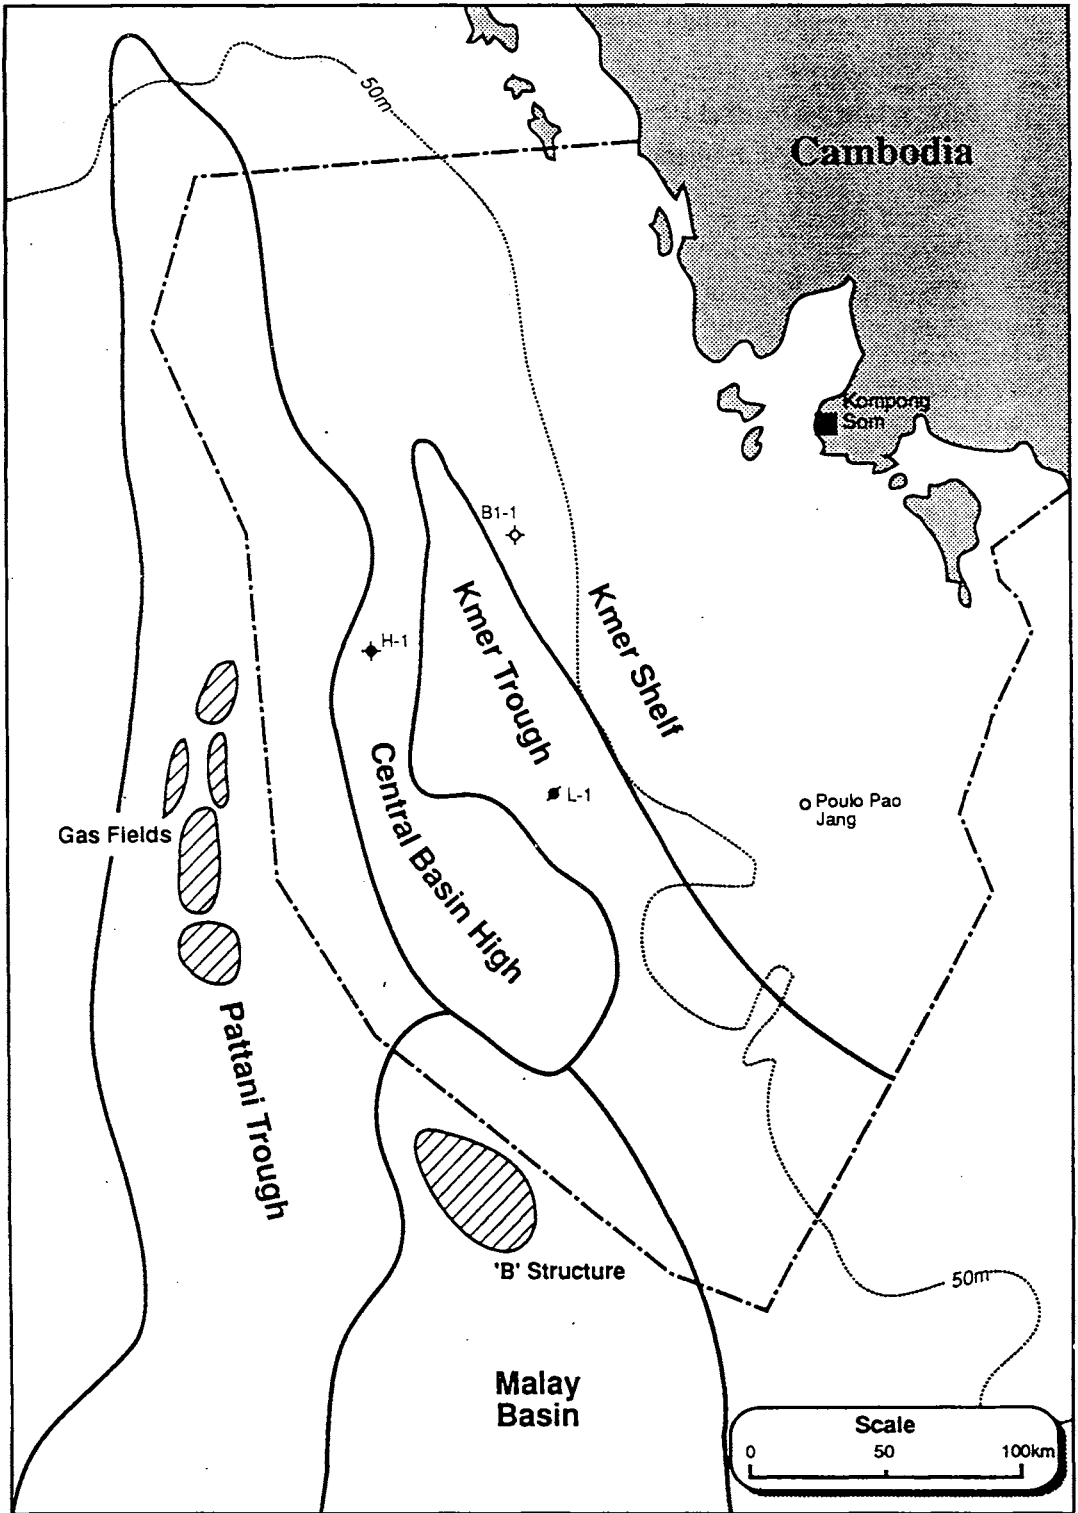 50m
Cambodia
Kompong
Som
B1-1
Kmer Trough
Kmer Shelf
H-1
Central Basin High
L-1
Poulo Pao
Jang
Gas Fields
Pattani Trough
'B' Structure
50m
Malay
Basin
Scale
0 50 100km